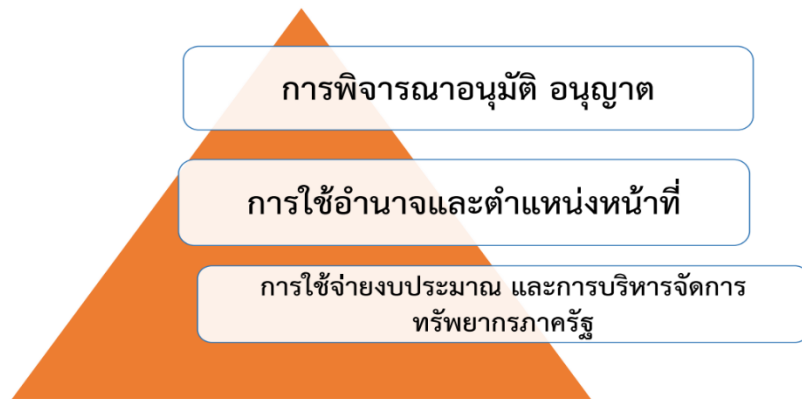 การพิจารณาอนุมัติ อนุญาต
การใช้อำนาจและตำแหน่งหน้าที่
การใช้จ่ายงบประมาณ และการบริหารจัดการ
ทรัพยากรภาครัฐ